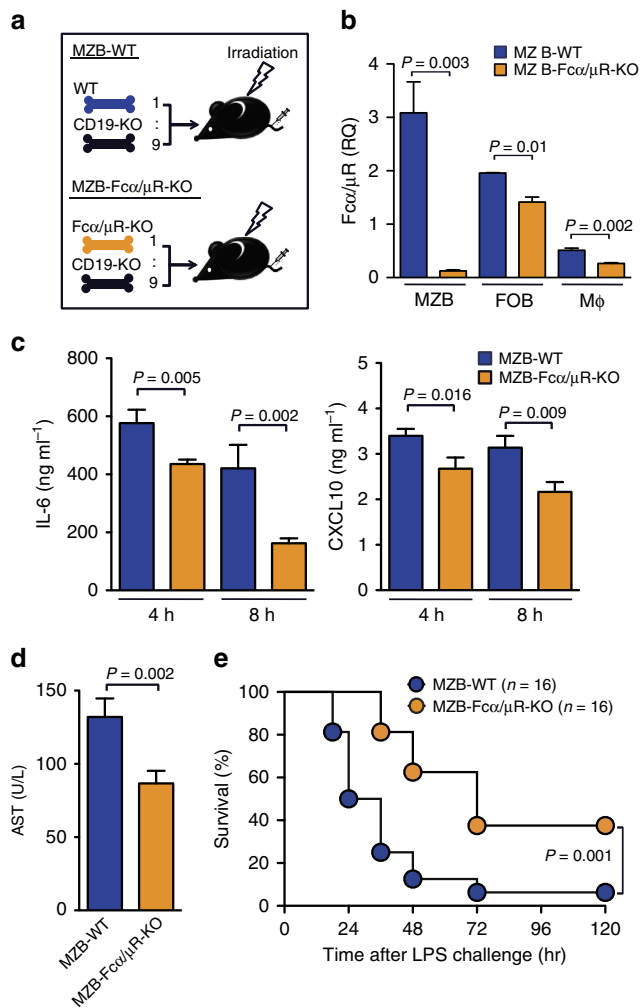 a
MZB-WT
Irradiation
WT
1
:
CD19-KO
9
MZB-Fcα/μR-KO
Fcα/μR-KO
1
:
CD19-KO
9
b
MZ B-WT
MZ B-Fcα/μR-KO
Fcα/μR (RQ)
4
3
2
1
0
P = 0.003
P = 0.01
P = 0.002
MZB
FOB
Mϕ
c
IL-6 (ng ml⁻¹)
800
600
400
200
0
P = 0.005
P = 0.002
4 h
8 h
MZB-WT
MZB-Fcα/μR-KO
CXCL10 (ng ml⁻¹)
5
4
3
2
1
0
P = 0.016
P = 0.009
4 h
8 h
d
P = 0.002
AST (U/L)
150
100
50
0
MZB-WT
MZB-Fcα/μR-KO
e
MZB-WT (n = 16)
MZB-Fcα/μR-KO (n = 16)
Survival (%)
100
80
60
40
20
0
P = 0.001
0 24 48 72 96 120
Time after LPS challenge (hr)